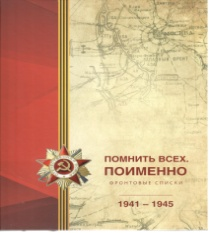 ПОМНИТЬ ВСЕХ.
ПОИМЕННО
ФРОНТОВЫЕ СПИСКИ
1941 – 1945